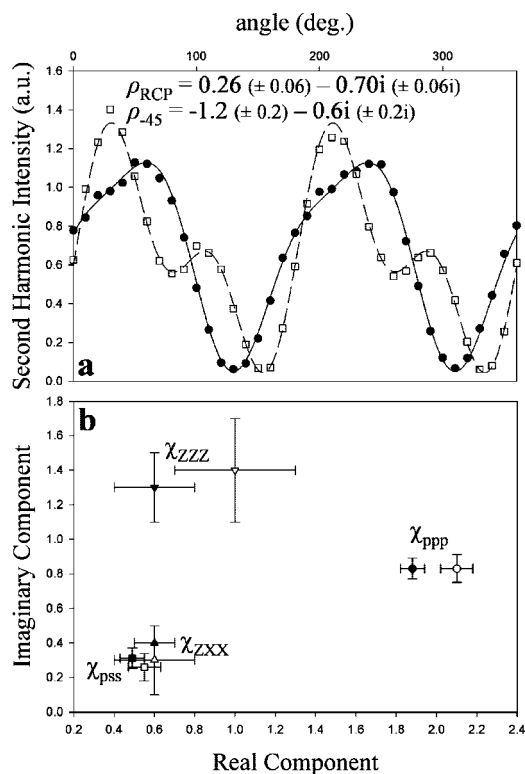 angle (deg.)
0 100 200 300
Second Harmonic Intensity (a.u.)
1.6
1.4
1.2
1.0
0.8
0.6
0.4
0.2
0.0
ρRCP = 0.26 (± 0.06) – 0.70i (± 0.06i)
ρ-45 = -1.2 (± 0.2) – 0.6i (± 0.2i)
a
b
Imaginary Component
1.8
1.6
1.4
1.2
1.0
0.8
0.6
0.4
0.2
0.0
χZZZ
χppp
χZXX
χpss
0.2 0.4 0.6 0.8 1.0 1.2 1.4 1.6 1.8 2.0 2.2 2.4
Real Component